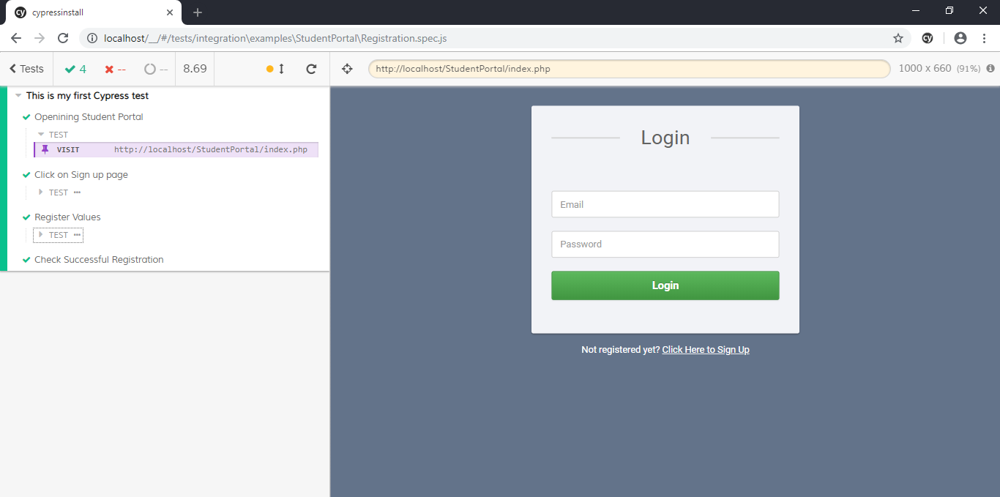 cy cypressinstall
localhost/__/#/tests/integration\examples\StudentPortal\Registration.spec.js
cy
Tests
4
--
--
8.69
http://localhost/StudentPortal/index.php
1000 x 660 (91%)
This is my first Cypress test
Openining Student Portal
TEST
VISIT http://localhost/StudentPortal/index.php
Click on Sign up page
TEST
Register Values
TEST
Check Successful Registration
Login
Email
Password
Login
Not registered yet? Click Here to Sign Up